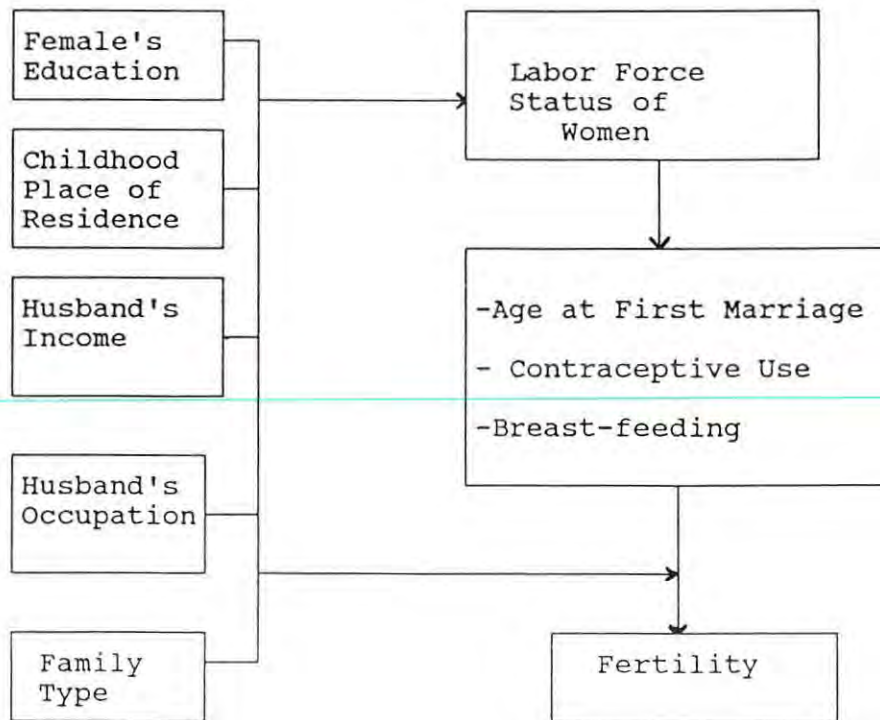 Female's
Education
Childhood
Place of
Residence
Husband's
Income
Husband's
Occupation
Family
Type
Labor Force
Status of
Women
-Age at First Marriage
- Contraceptive Use
-Breast-feeding
Fertility